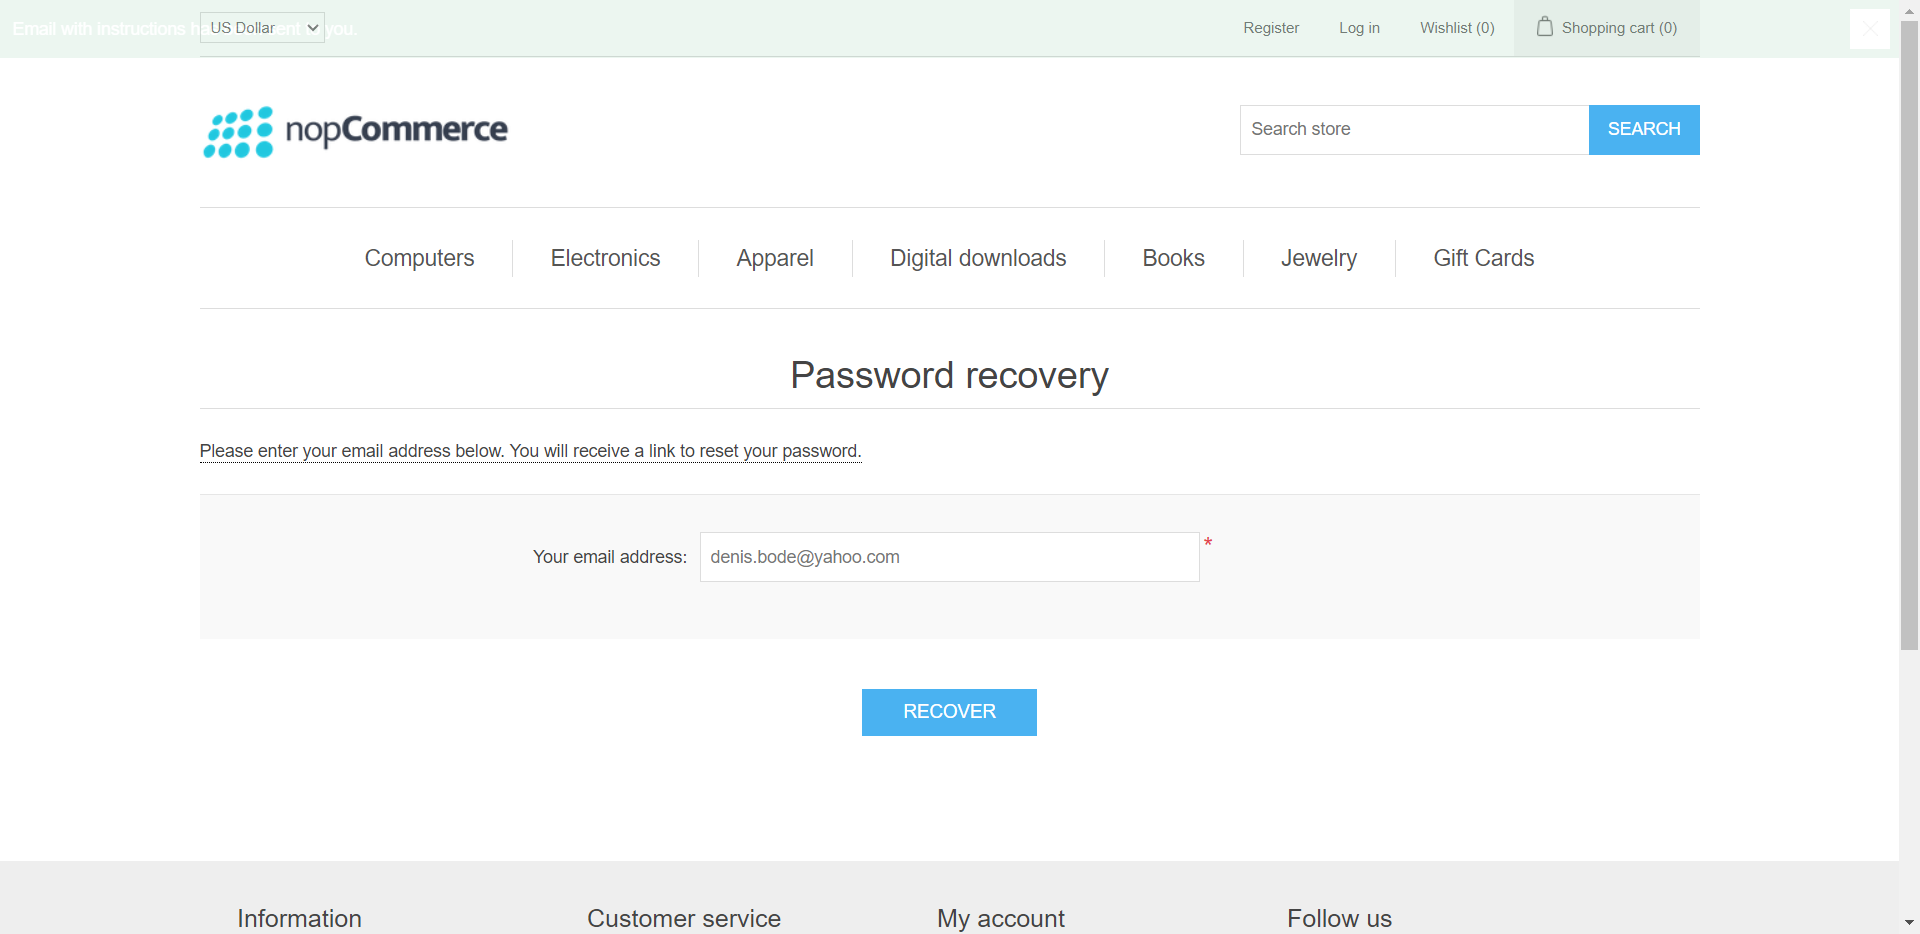 Email with instructions ha ent to you.
US Dollar
Register
Log in
Wishlist (0)
Shopping cart (0)
nopCommerce
Search store
SEARCH
Computers
Electronics
Apparel
Digital downloads
Books
Jewelry
Gift Cards
Password recovery
Please enter your email address below. You will receive a link to reset your password.
Your email address:
denis.bode@yahoo.com
*
RECOVER
Information
Customer service
My account
Follow us